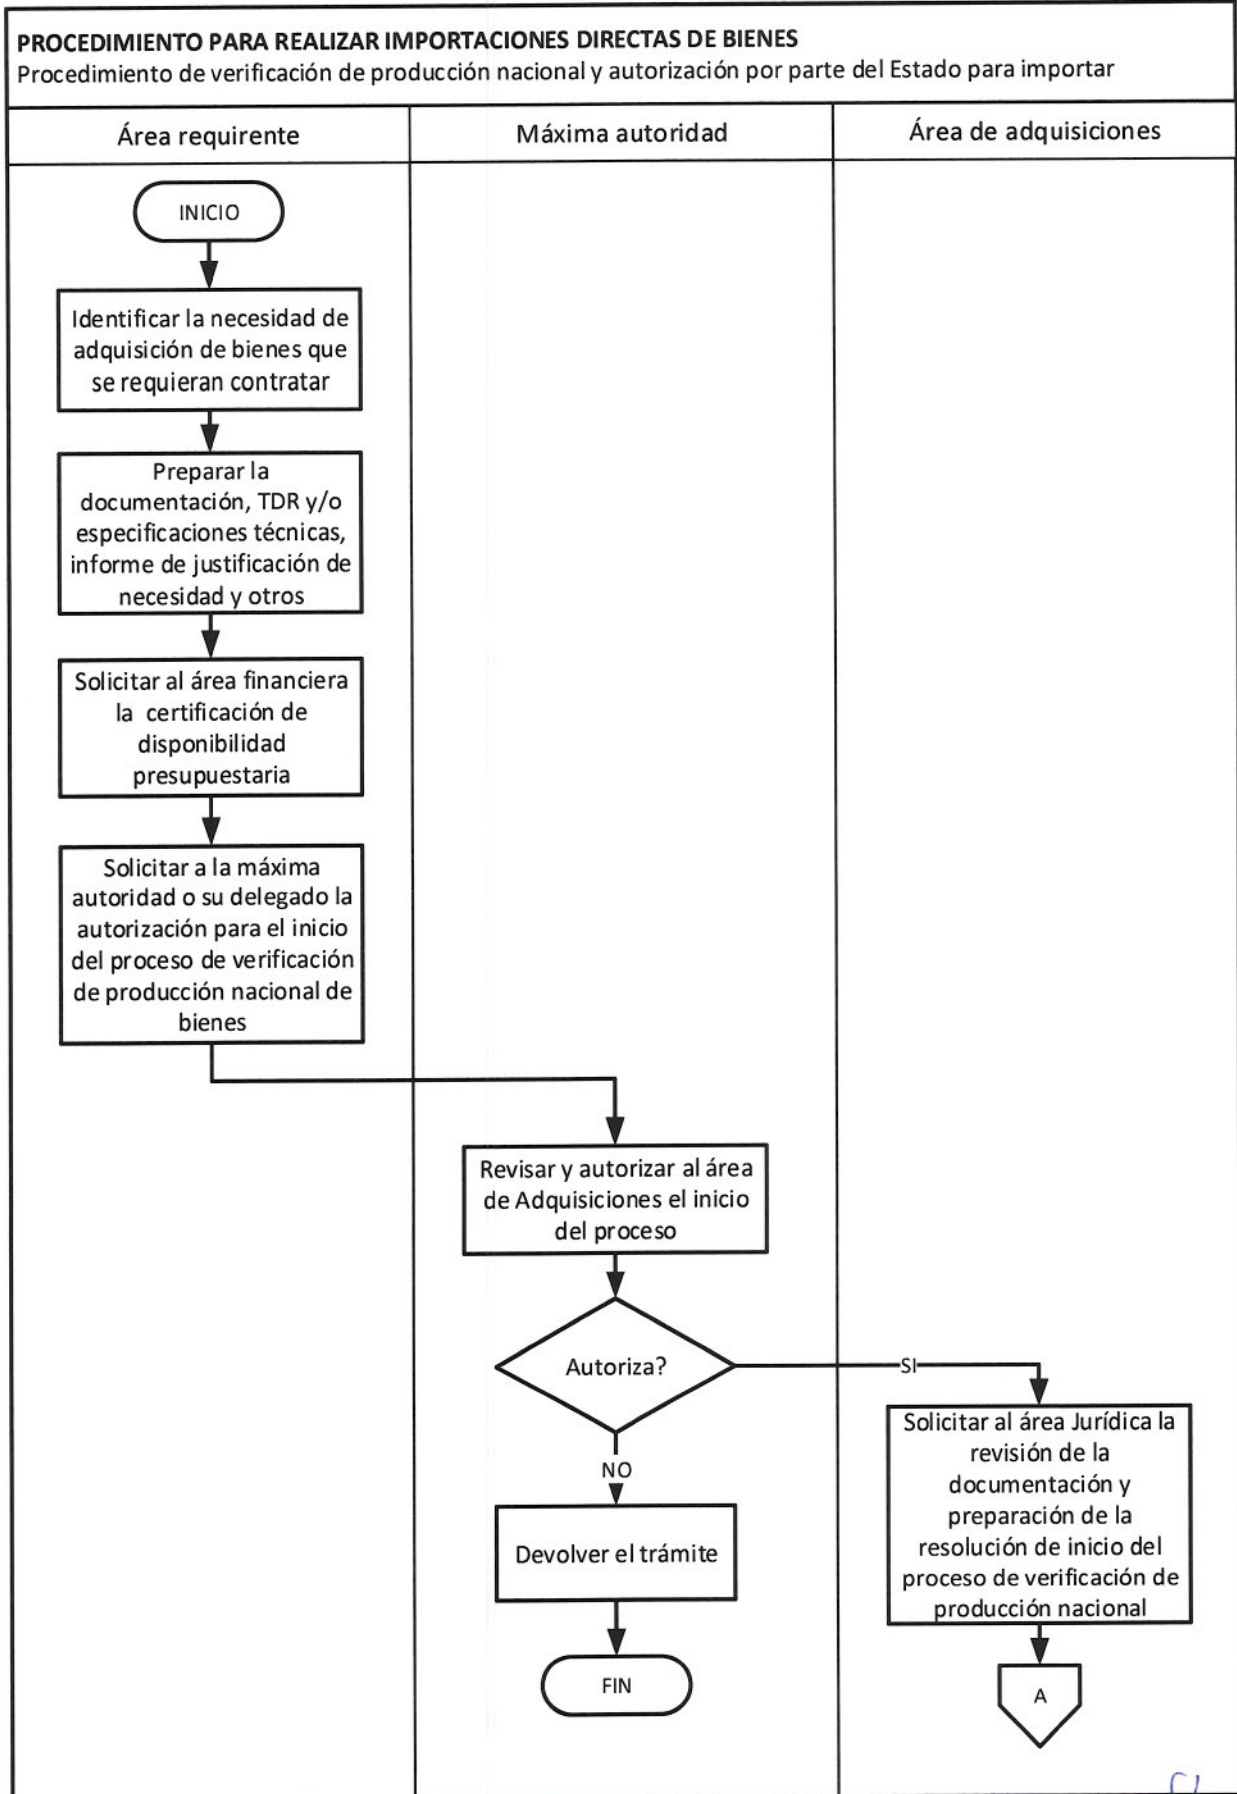 PROCEDIMIENTO PARA REALIZAR IMPORTACIONES DIRECTAS DE BIENES
Procedimiento de verificación de producción nacional y autorización por parte del Estado para importar
Área requirente
Máxima autoridad
Área de adquisiciones
INICIO
Identificar la necesidad de
adquisición de bienes que
se requieran contratar
Preparar la
documentación, TDR y/o
especificaciones técnicas,
informe de justificación de
necesidad y otros
Solicitar al área financiera
la certificación de
disponibilidad
presupuestaria
Solicitar a la máxima
autoridad o su delegado la
autorización para el inicio
del proceso de verificación
de producción nacional de
bienes
Revisar y autorizar al área
de Adquisiciones el inicio
del proceso
Autoriza?
SI
NO
Devolver el trámite
FIN
Solicitar al área Jurídica la
revisión de la
documentación y
preparación de la
resolución de inicio del
proceso de verificación de
producción nacional
A